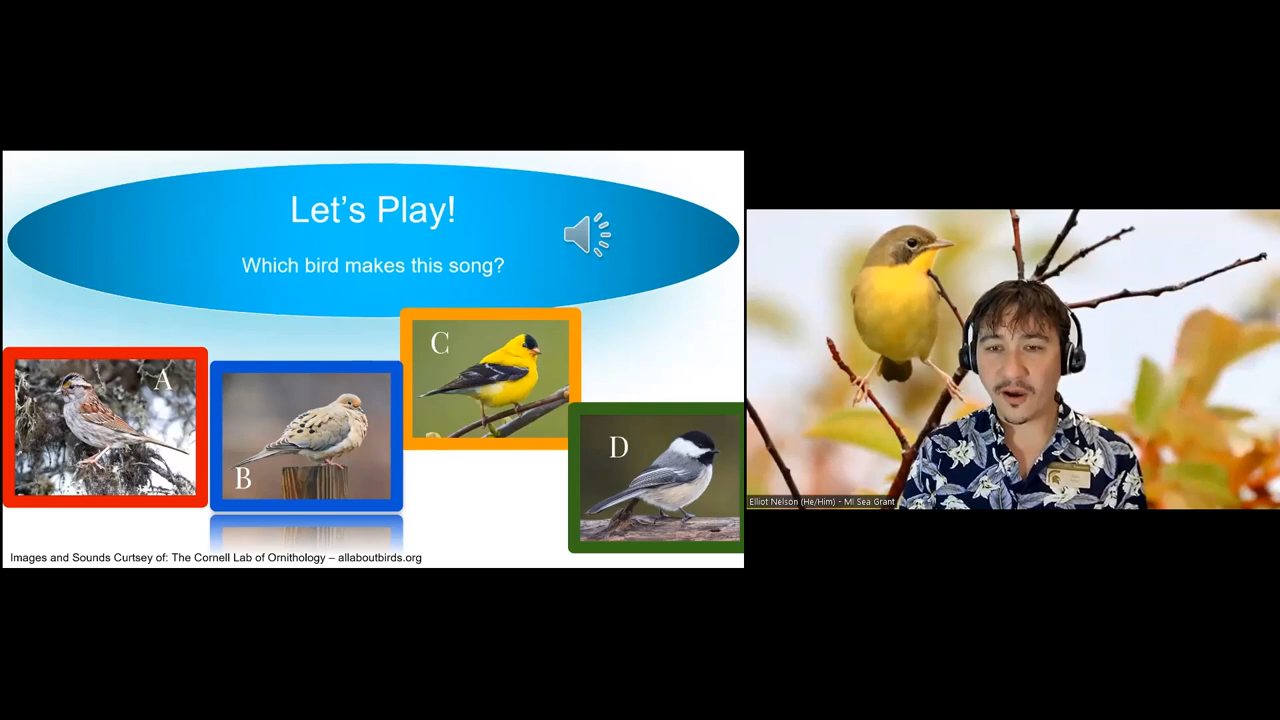 Let's Play!
Which bird makes this song?
C
A
D
B
Images and Sounds Curtsey of: The Cornell Lab of Ornithology – allaboutbirds.org
Elliot Nelson (He/Him) - MI Sea Grant